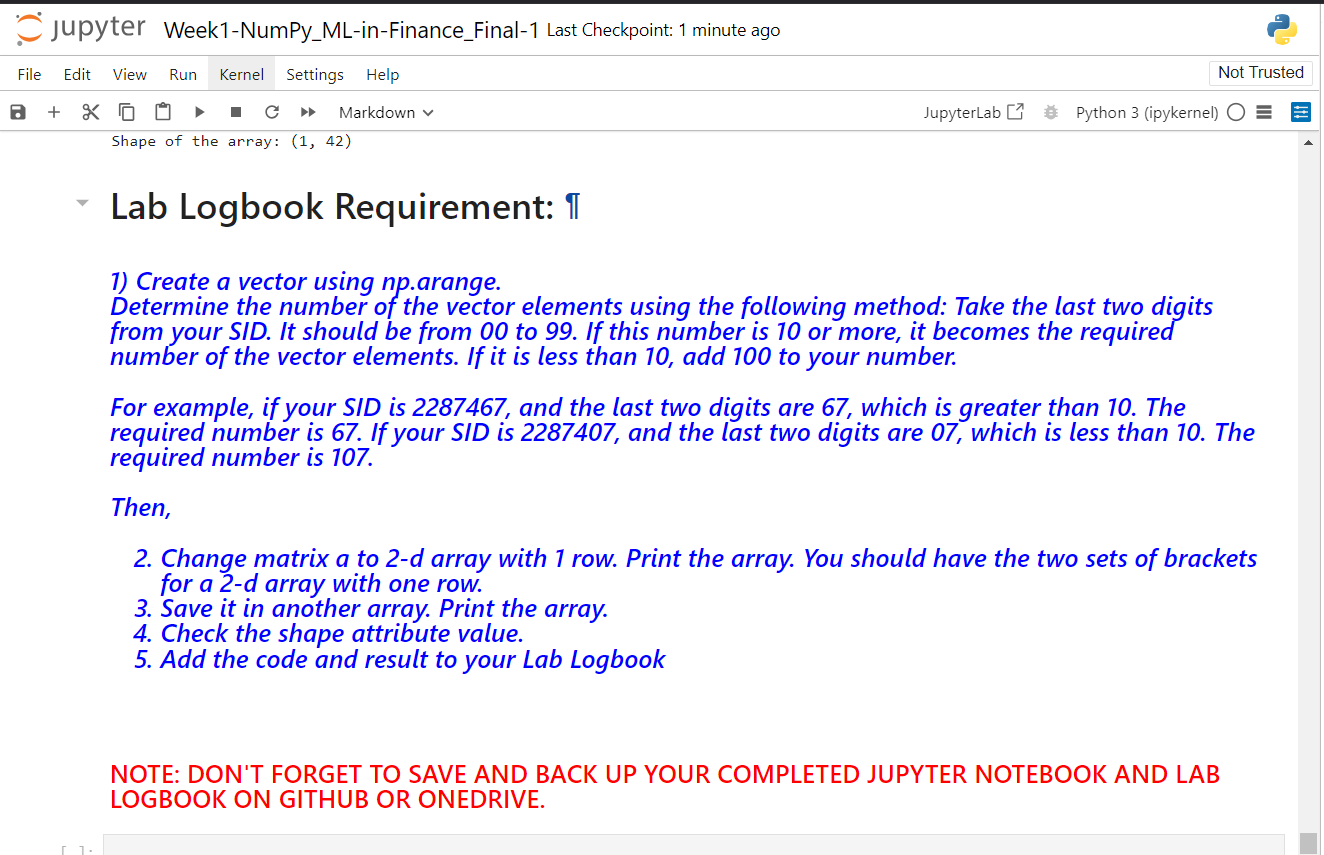 jupyter Week1-NumPy_ML-in-Finance_Final-1 Last Checkpoint: 1 minute ago
File Edit View Run Kernel Settings Help Not Trusted
Markdown JupyterLab Python 3 (ipykernel)
Shape of the array: (1, 42)
Lab Logbook Requirement: ¶
1) Create a vector using np.arange.
Determine the number of the vector elements using the following method: Take the last two digits
from your SID. It should be from 00 to 99. If this number is 10 or more, it becomes the required
number of the vector elements. If it is less than 10, add 100 to your number.
For example, if your SID is 2287467, and the last two digits are 67, which is greater than 10. The
required number is 67. If your SID is 2287407, and the last two digits are 07, which is less than 10. The
required number is 107.
Then,
2. Change matrix a to 2-d array with 1 row. Print the array. You should have the two sets of brackets
for a 2-d array with one row.
3. Save it in another array. Print the array.
4. Check the shape attribute value.
5. Add the code and result to your Lab Logbook
NOTE: DON'T FORGET TO SAVE AND BACK UP YOUR COMPLETED JUPYTER NOTEBOOK AND LAB
LOGBOOK ON GITHUB OR ONEDRIVE.
[ ]: